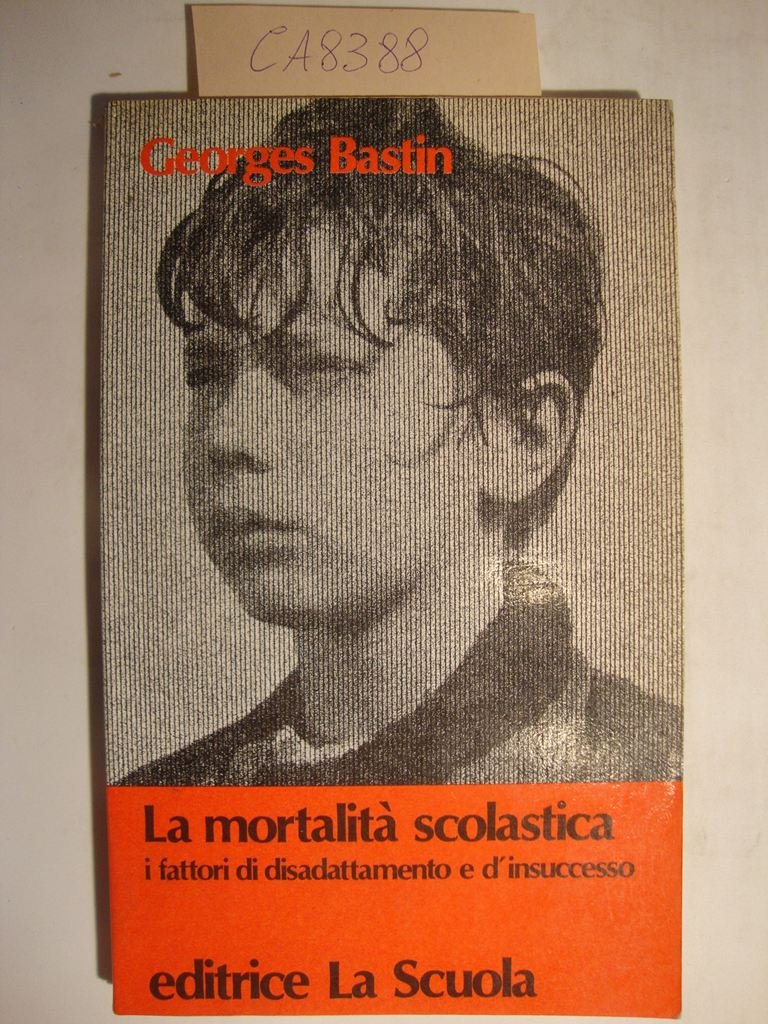 CA8388
Georges Bastin
La mortalità scolastica
i fattori di disadattamento e d'insuccesso
editrice La Scuola